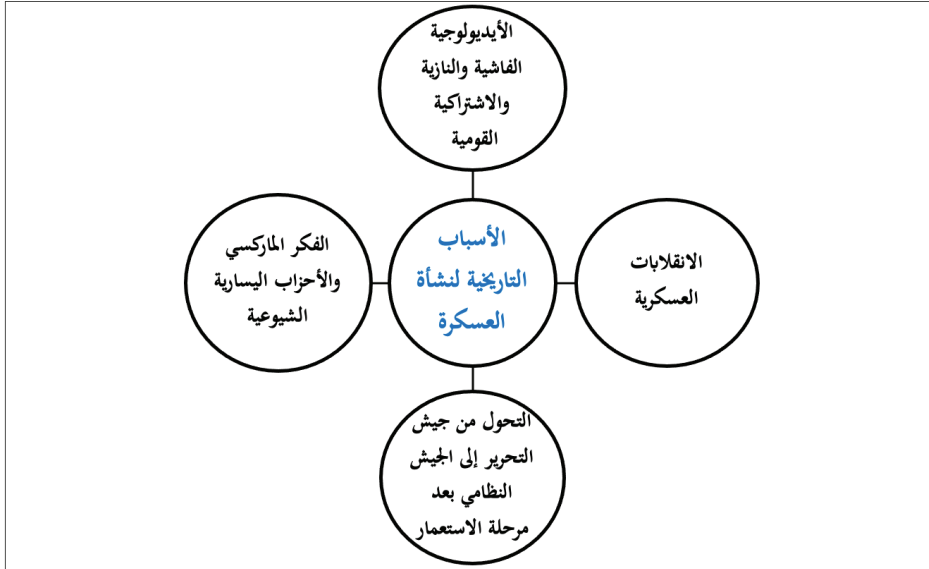 الأيديولوجية
الفاشية والنازية
والاشتراكية
القومية
الأسباب
التاريخية لنشأة
العسكرة
الانقلابات
العسكرية
الفكر الماركسي
والأحزاب اليسارية
الشيوعية
التحول من جيش
التحرير إلى الجيش
النظامي بعد
مرحلة الاستعمار